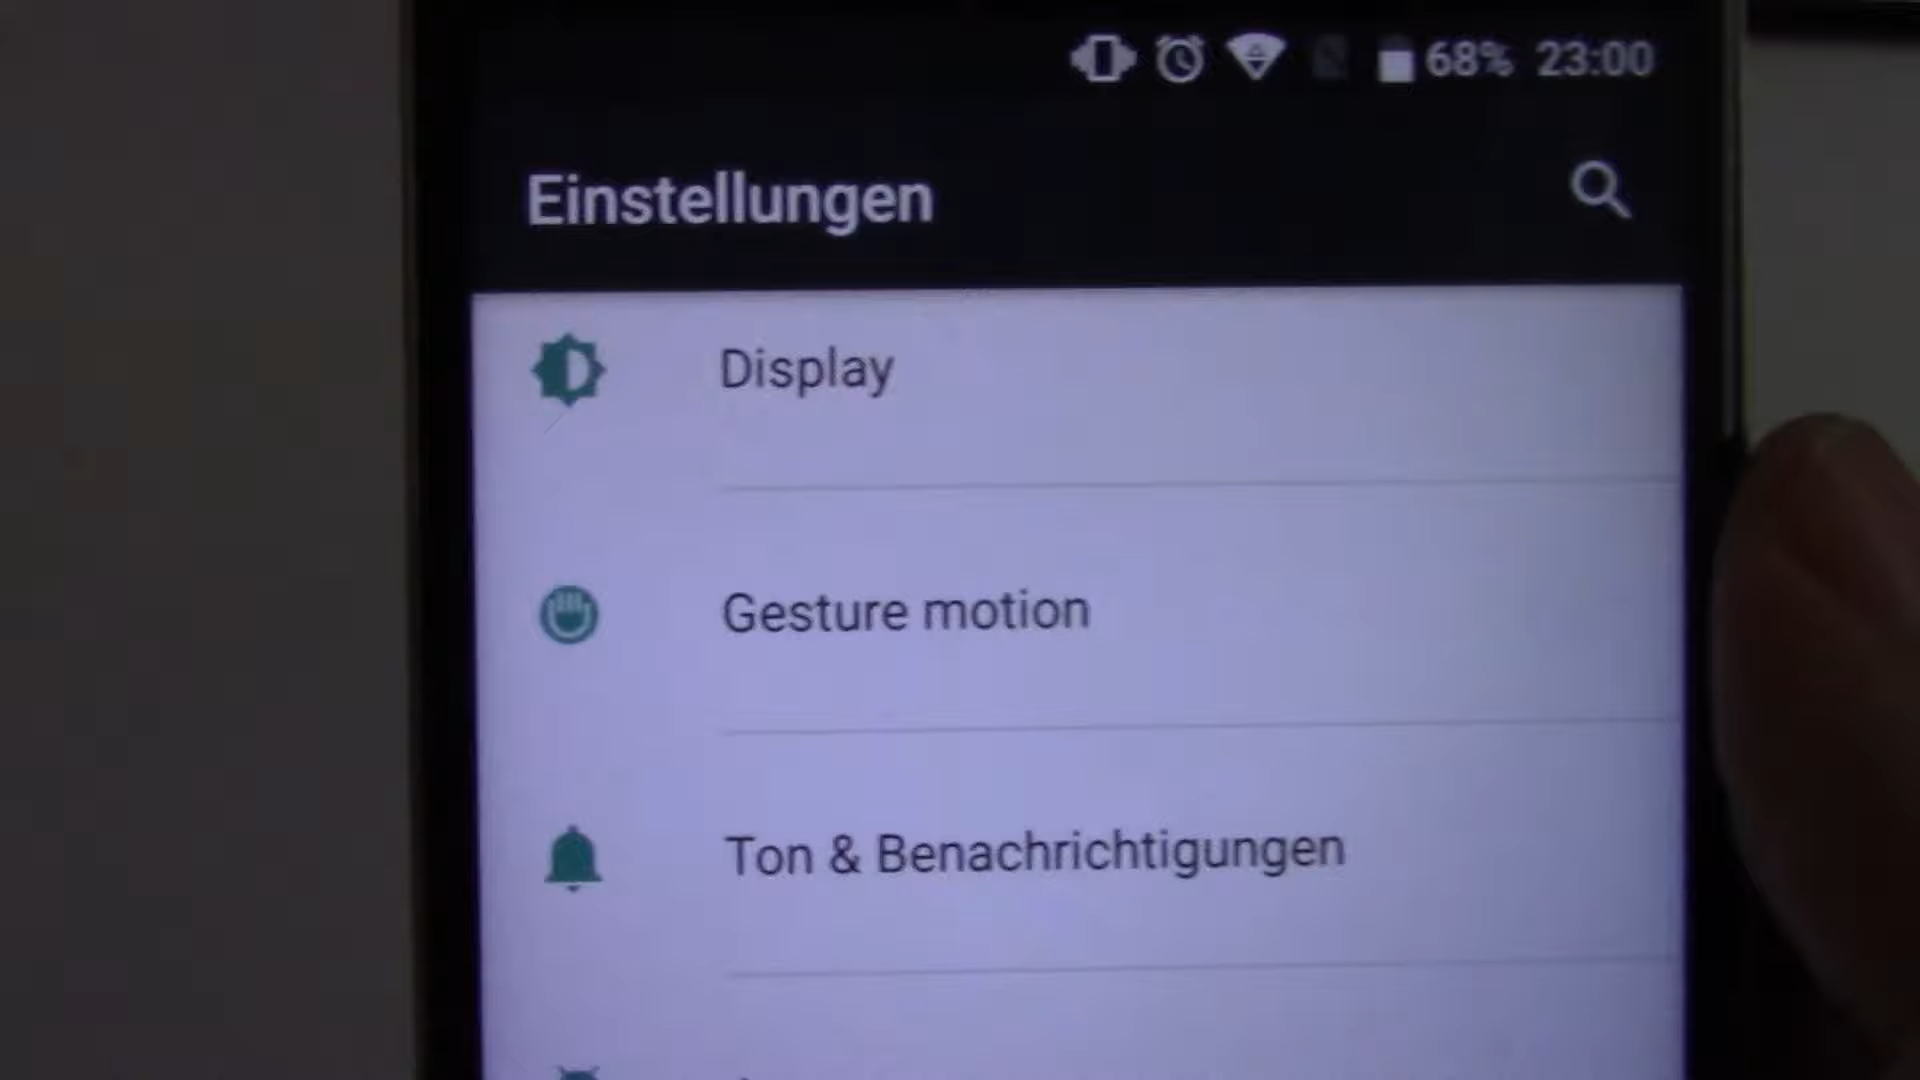 68% 23:00
Einstellungen
Display
Gesture motion
Ton & Benachrichtigungen